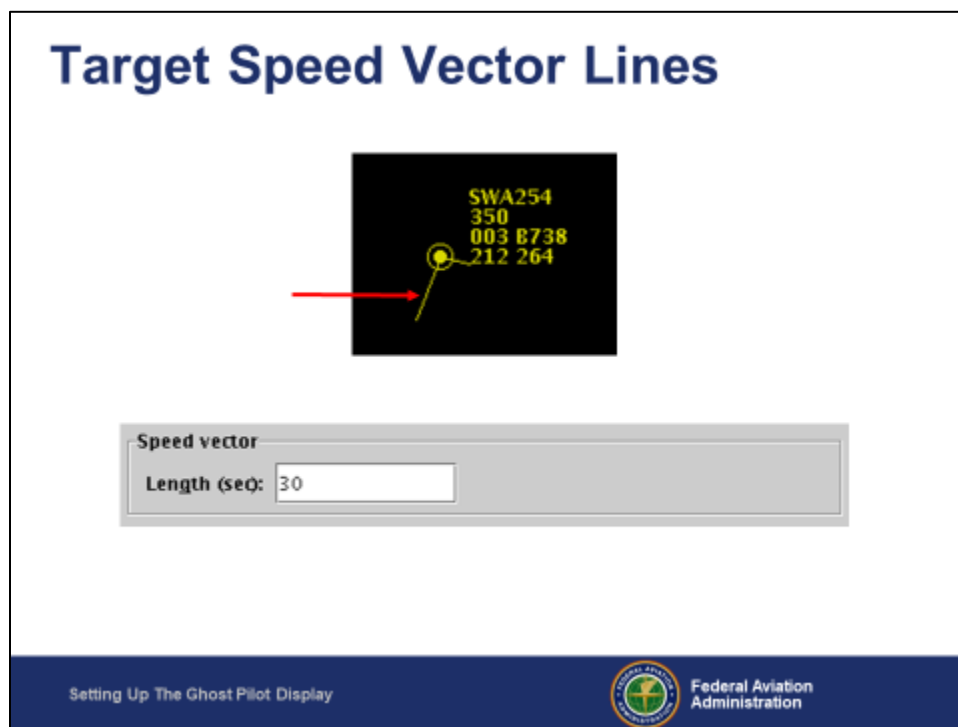 Target Speed Vector Lines
SWA254
350
003 B738
212 264
Speed vector
Length (sec): 30
Setting Up The Ghost Pilot Display
Federal Aviation
Administration